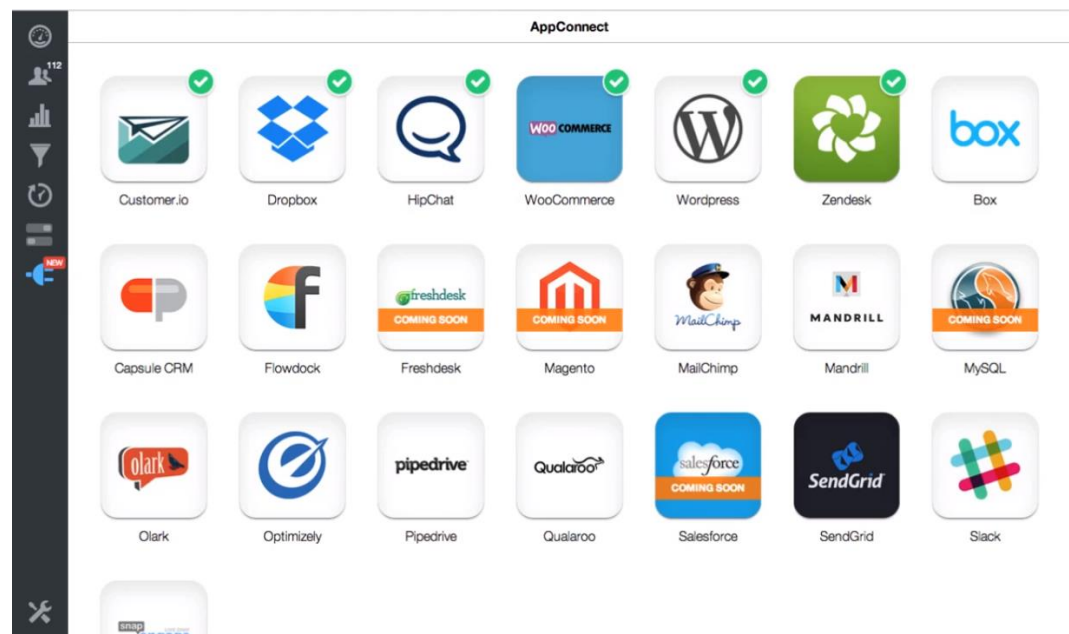 AppConnect
112
NEW
WOO COMMERCE
box
Customer.io
Dropbox
HipChat
WooCommerce
Wordpress
Zendesk
Box
freshdesk
COMING SOON
COMING SOON
MailChimp
MANDRILL
COMING SOON
Capsule CRM
Flowdock
Freshdesk
Magento
MailChimp
Mandrill
MySQL
olark
pipedrive
Qualaroo
salesforce
COMING SOON
SendGrid
Olark
Optimizely
Pipedrive
Qualaroo
Salesforce
SendGrid
Slack
snap